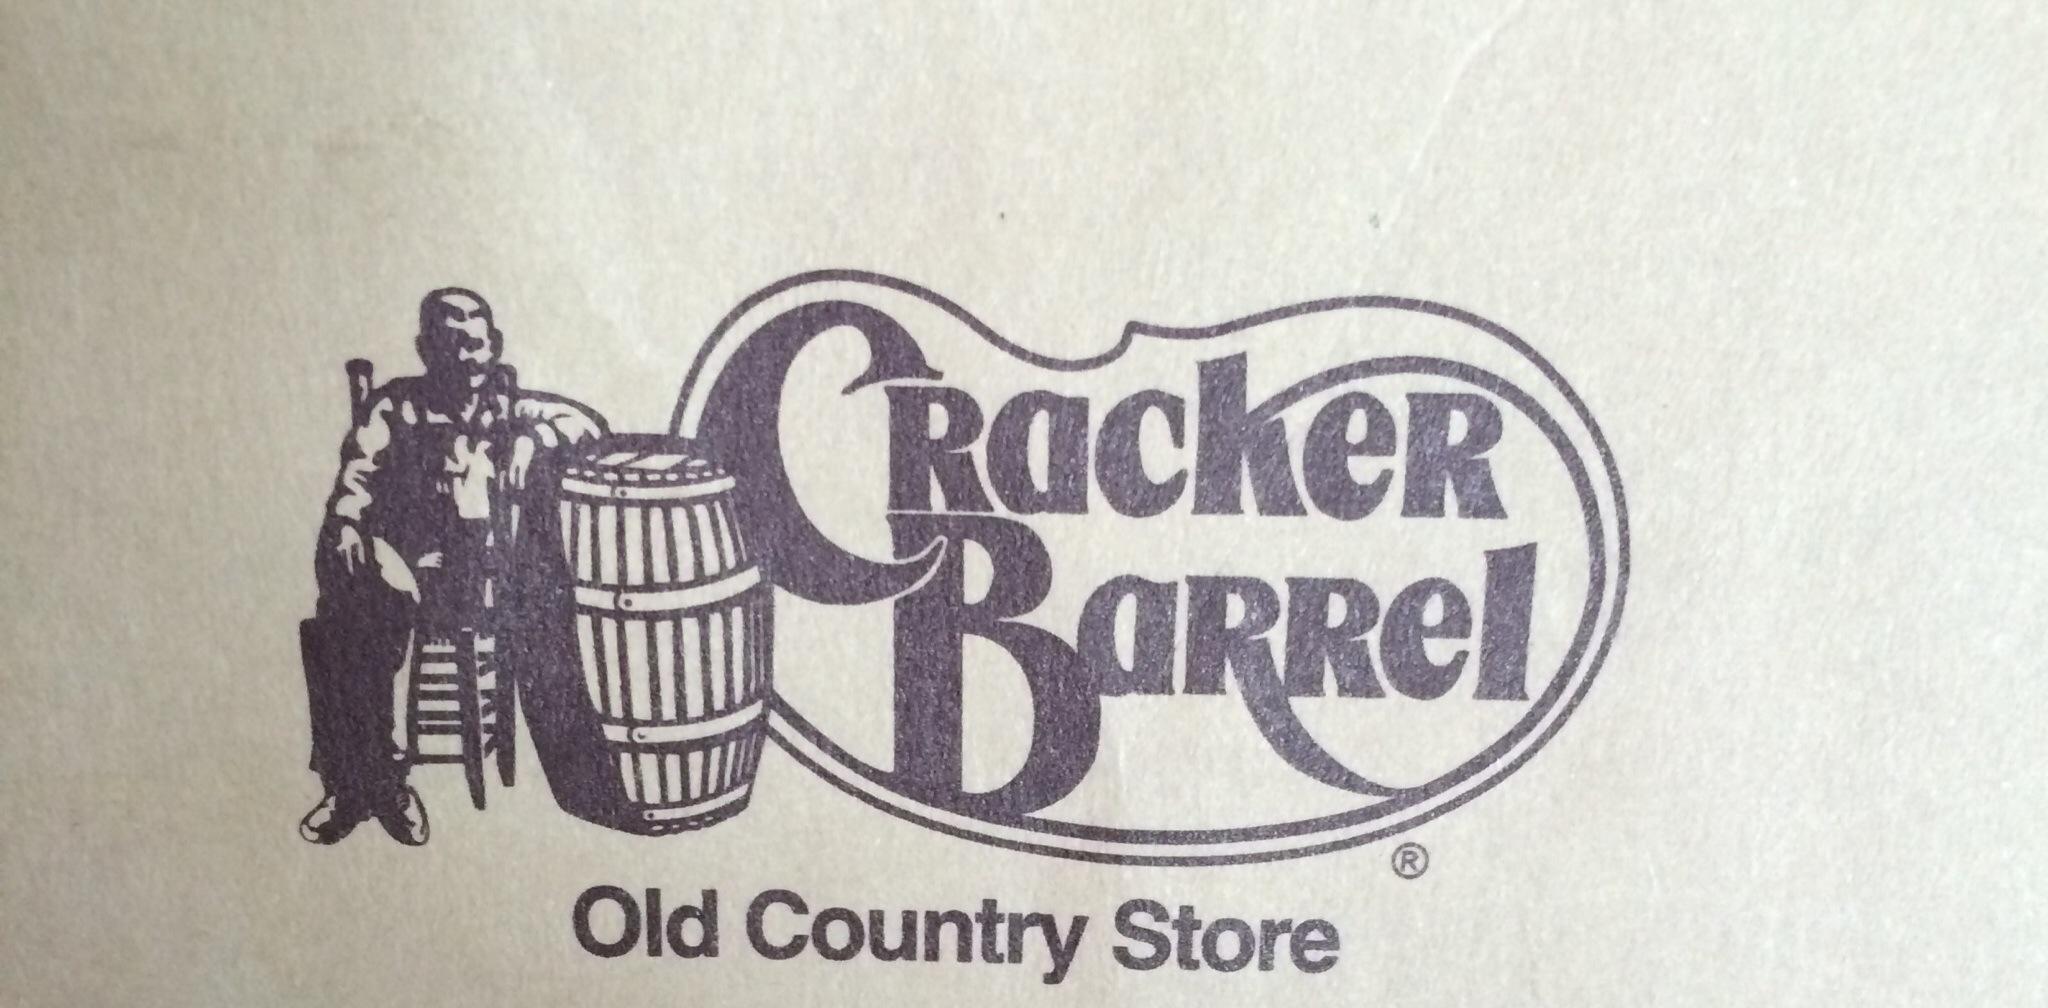 Cracker
Barrel
®
Old Country Store